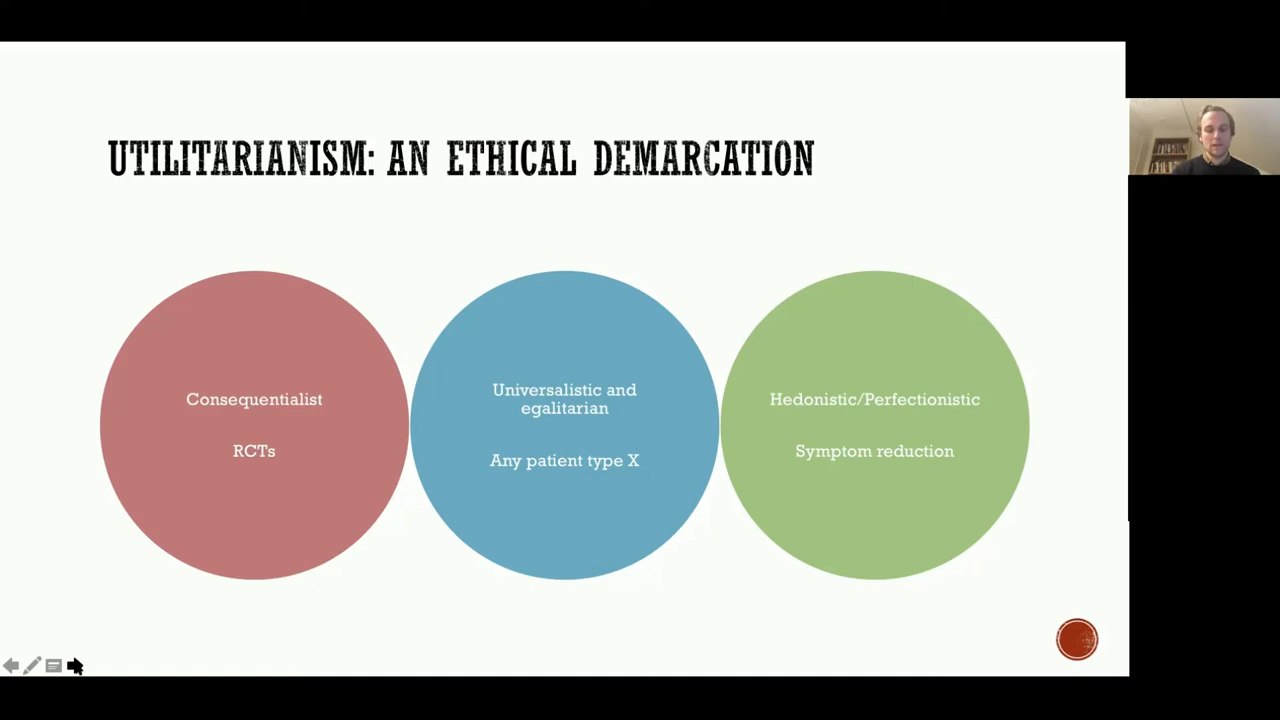 UTILITARIANISM: AN ETHICAL DEMARCATION
Consequentialist
RCTs
Universalistic and
egalitarian
Any patient type X
Hedonistic/Perfectionistic
Symptom reduction